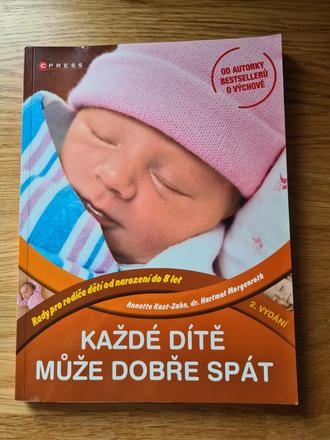 CPRESS
OD AUTORKY
BESTSELLERŮ
O VÝCHOVĚ
Rady pro rodiče dětí od narození do 8 let
Annette Kast-Zahn, dr. Hartmut Morgenroth
2. VYDÁNÍ
KAŽDÉ DÍTĚ
MŮŽE DOBŘE SPÁT